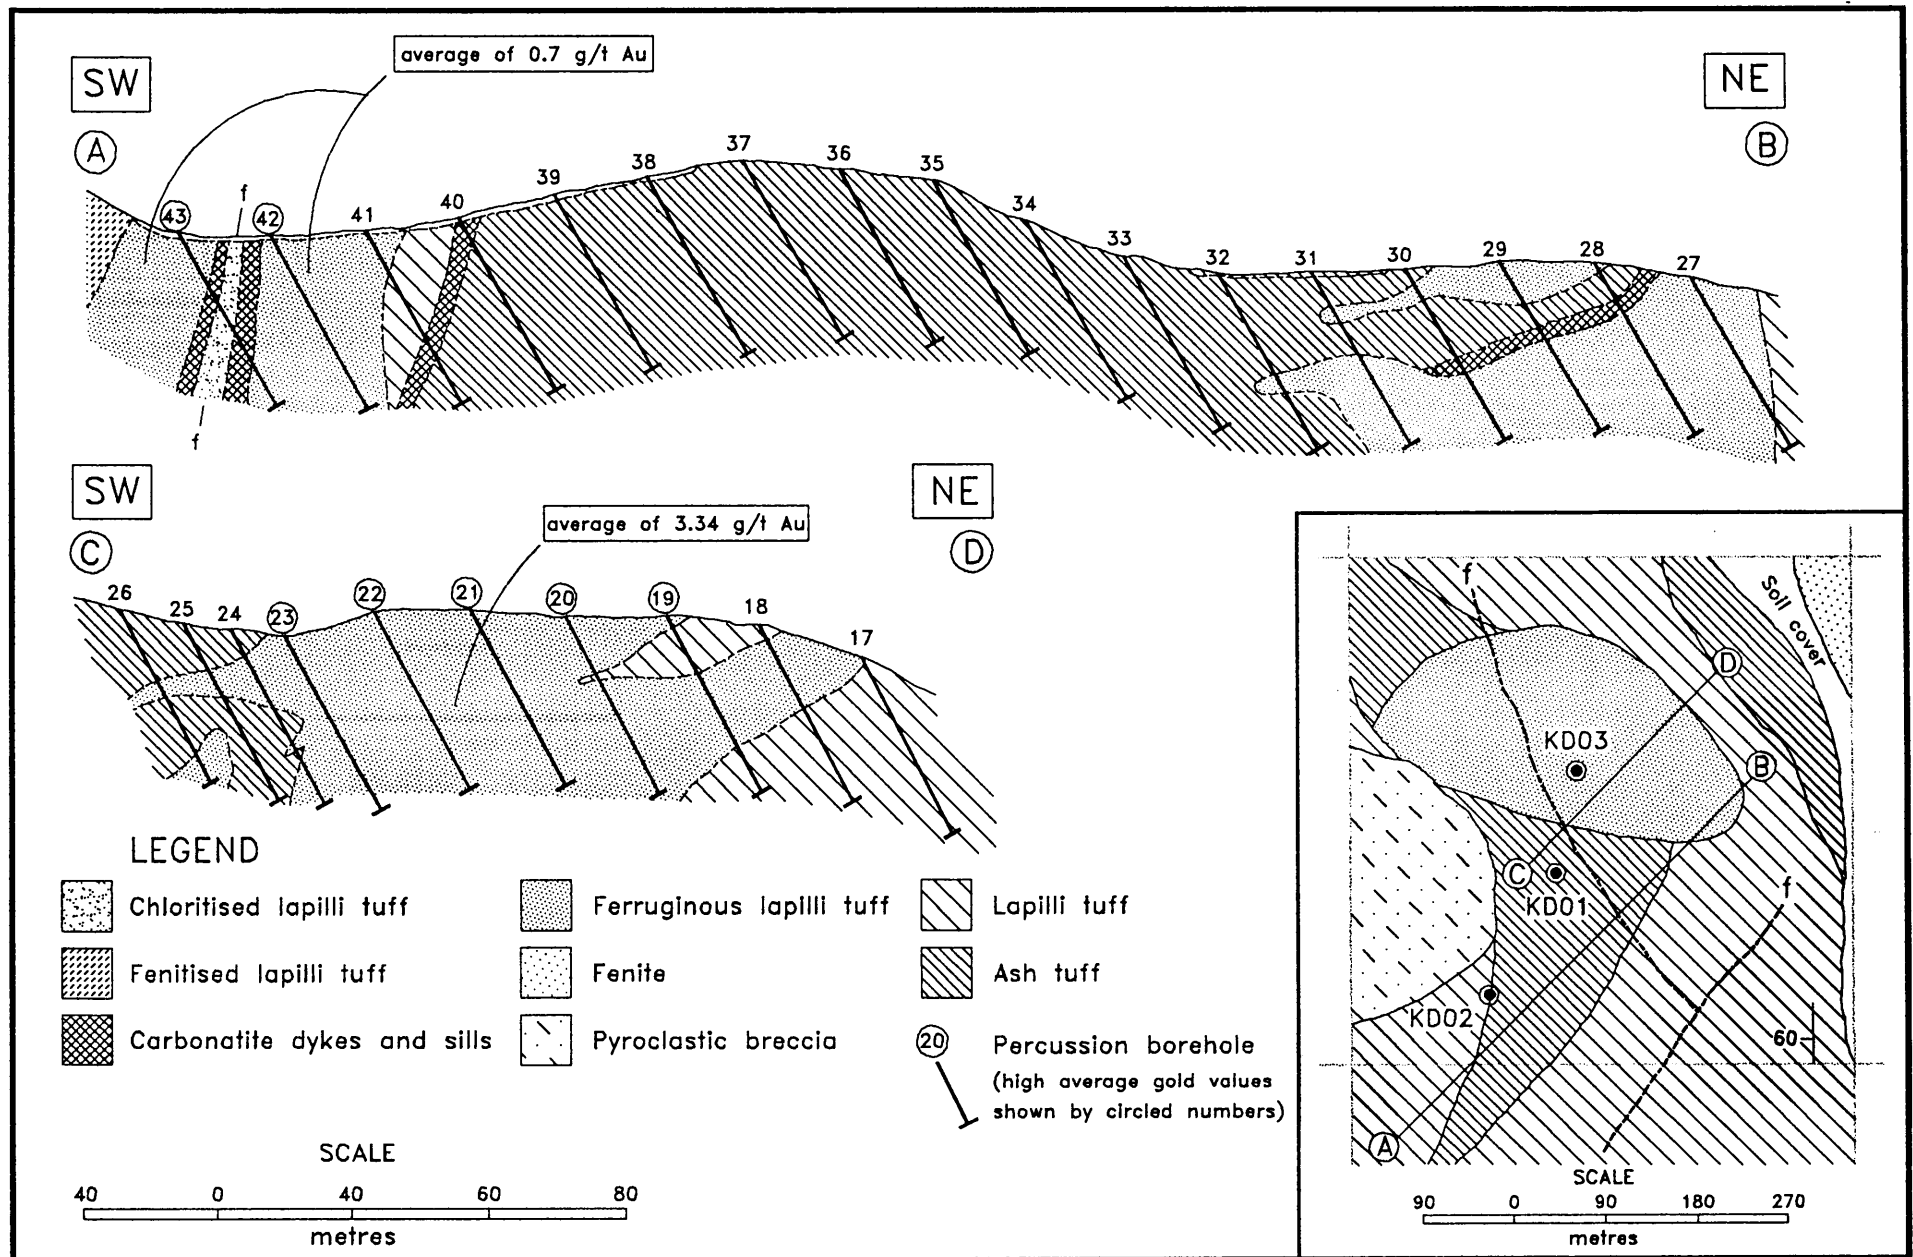 average of 0.7 g/t Au
SW
NE
A
B
37
36
35
38
39
40
f
43
42
41
34
33
32
31
30
29
28
27
f
SW
NE
average of 3.34 g/t Au
C
D
26
25
24
23
22
21
20
19
18
17
LEGEND
Chloritised lapilli tuff
Ferruginous lapilli tuff
Lapilli tuff
Fenitised lapilli tuff
Fenite
Ash tuff
Carbonatite dykes and sills
Pyroclastic breccia
20
Percussion borehole
(high average gold values
shown by circled numbers)
SCALE
40 0 40 60 80
metres
f
Soil cover
D
KD03
B
C
KD01
f
KD02
60
A
SCALE
90 0 90 180 270
metres